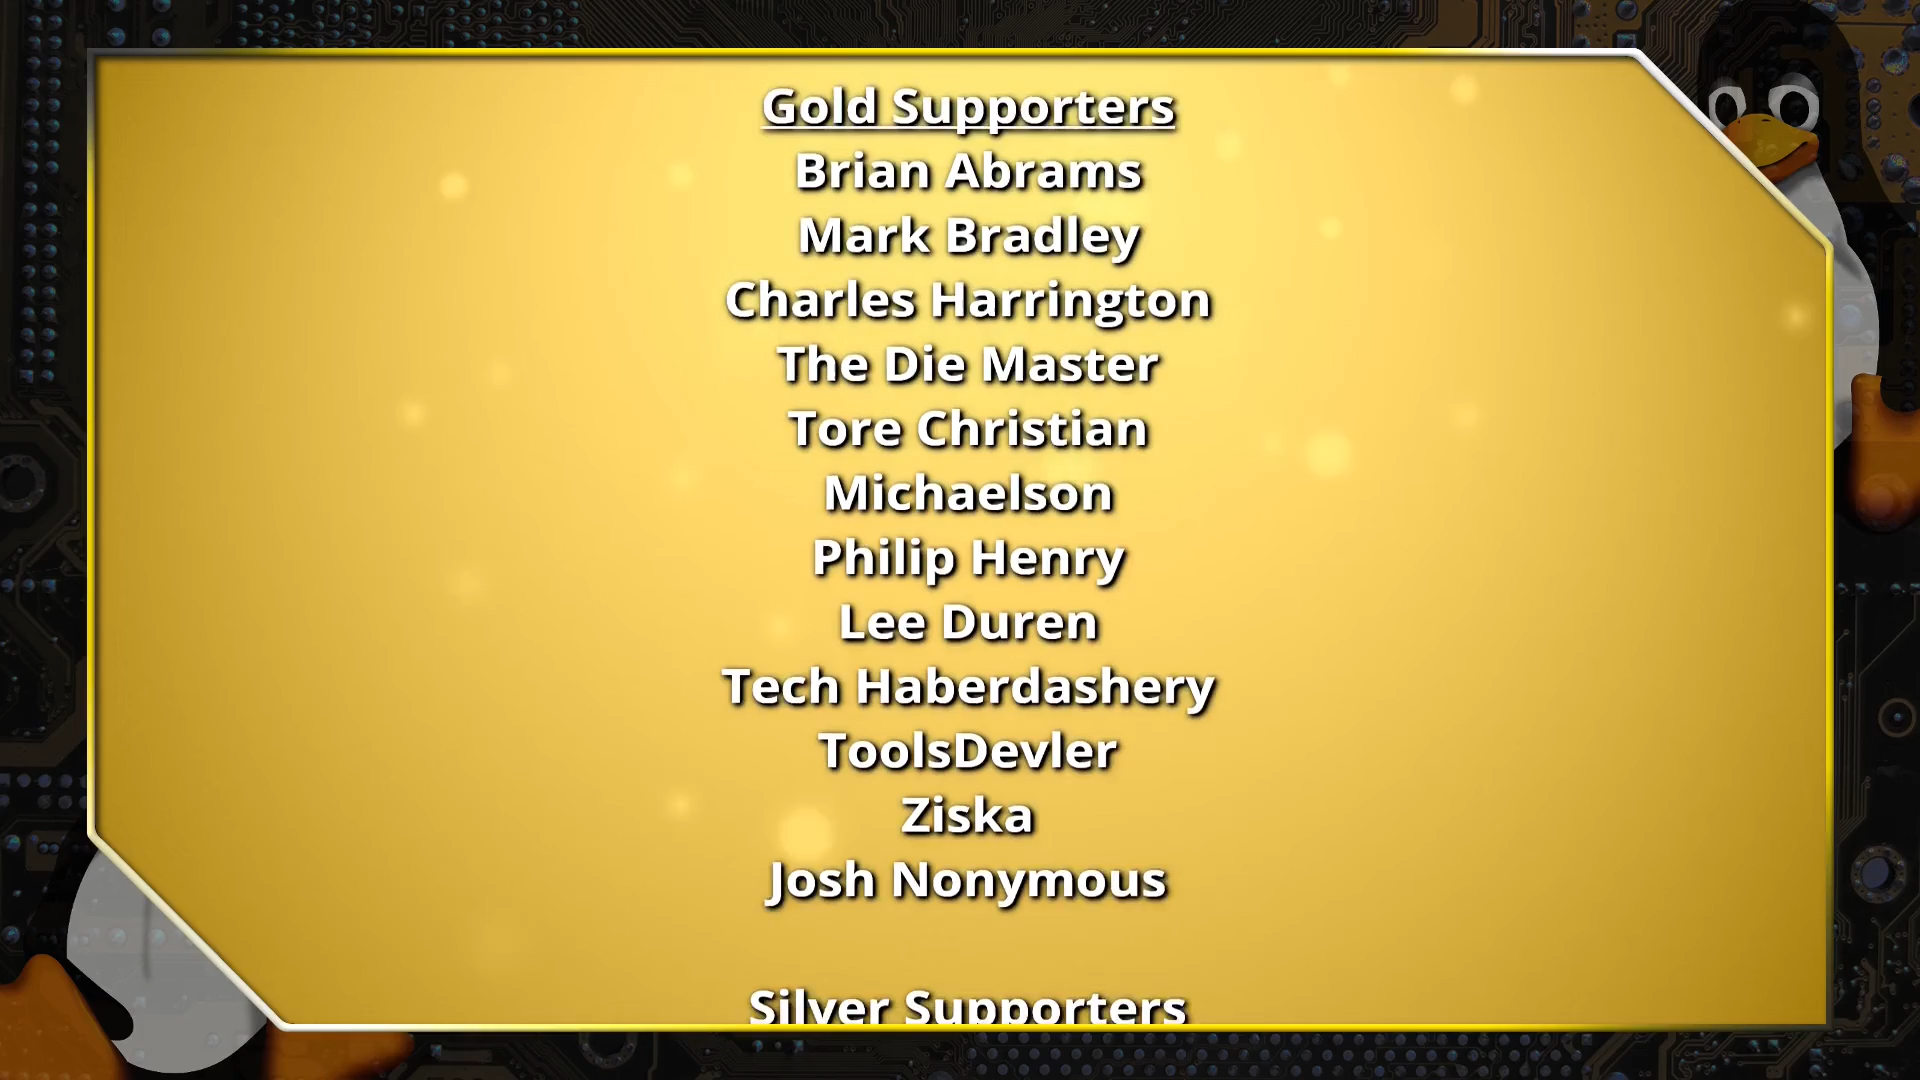 Gold Supporters
Brian Abrams
Mark Bradley
Charles Harrington
The Die Master
Tore Christian
Michaelson
Philip Henry
Lee Duren
Tech Haberdashery
ToolsDevler
Ziska
Josh Nonymous
Silver Supporters